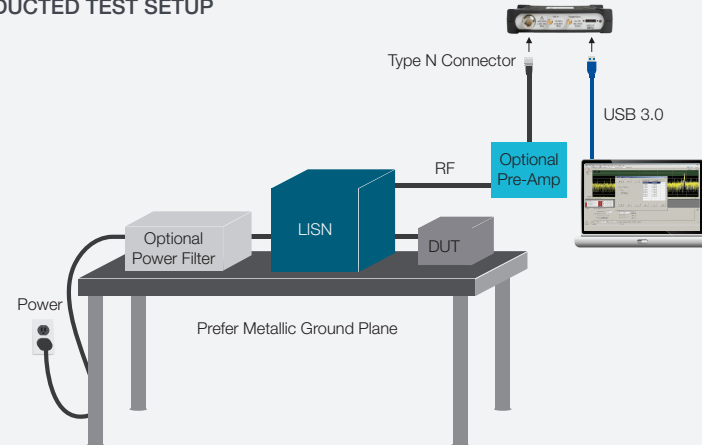 DUCTED TEST SETUP
Type N Connector
USB 3.0
RF
Optional
Pre-Amp
LISN
Optional
Power Filter
DUT
Power
Prefer Metallic Ground Plane